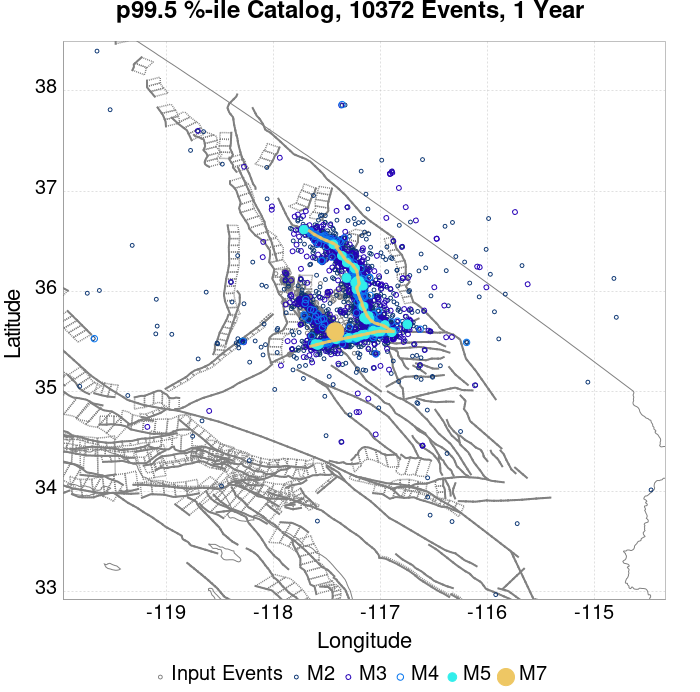 p99.5 %-ile Catalog, 10372 Events, 1 Year
38
37
36
35
34
33
Latitude
-119 -118 -117 -116 -115
Longitude
Input Events M2 M3 M4 M5 M7